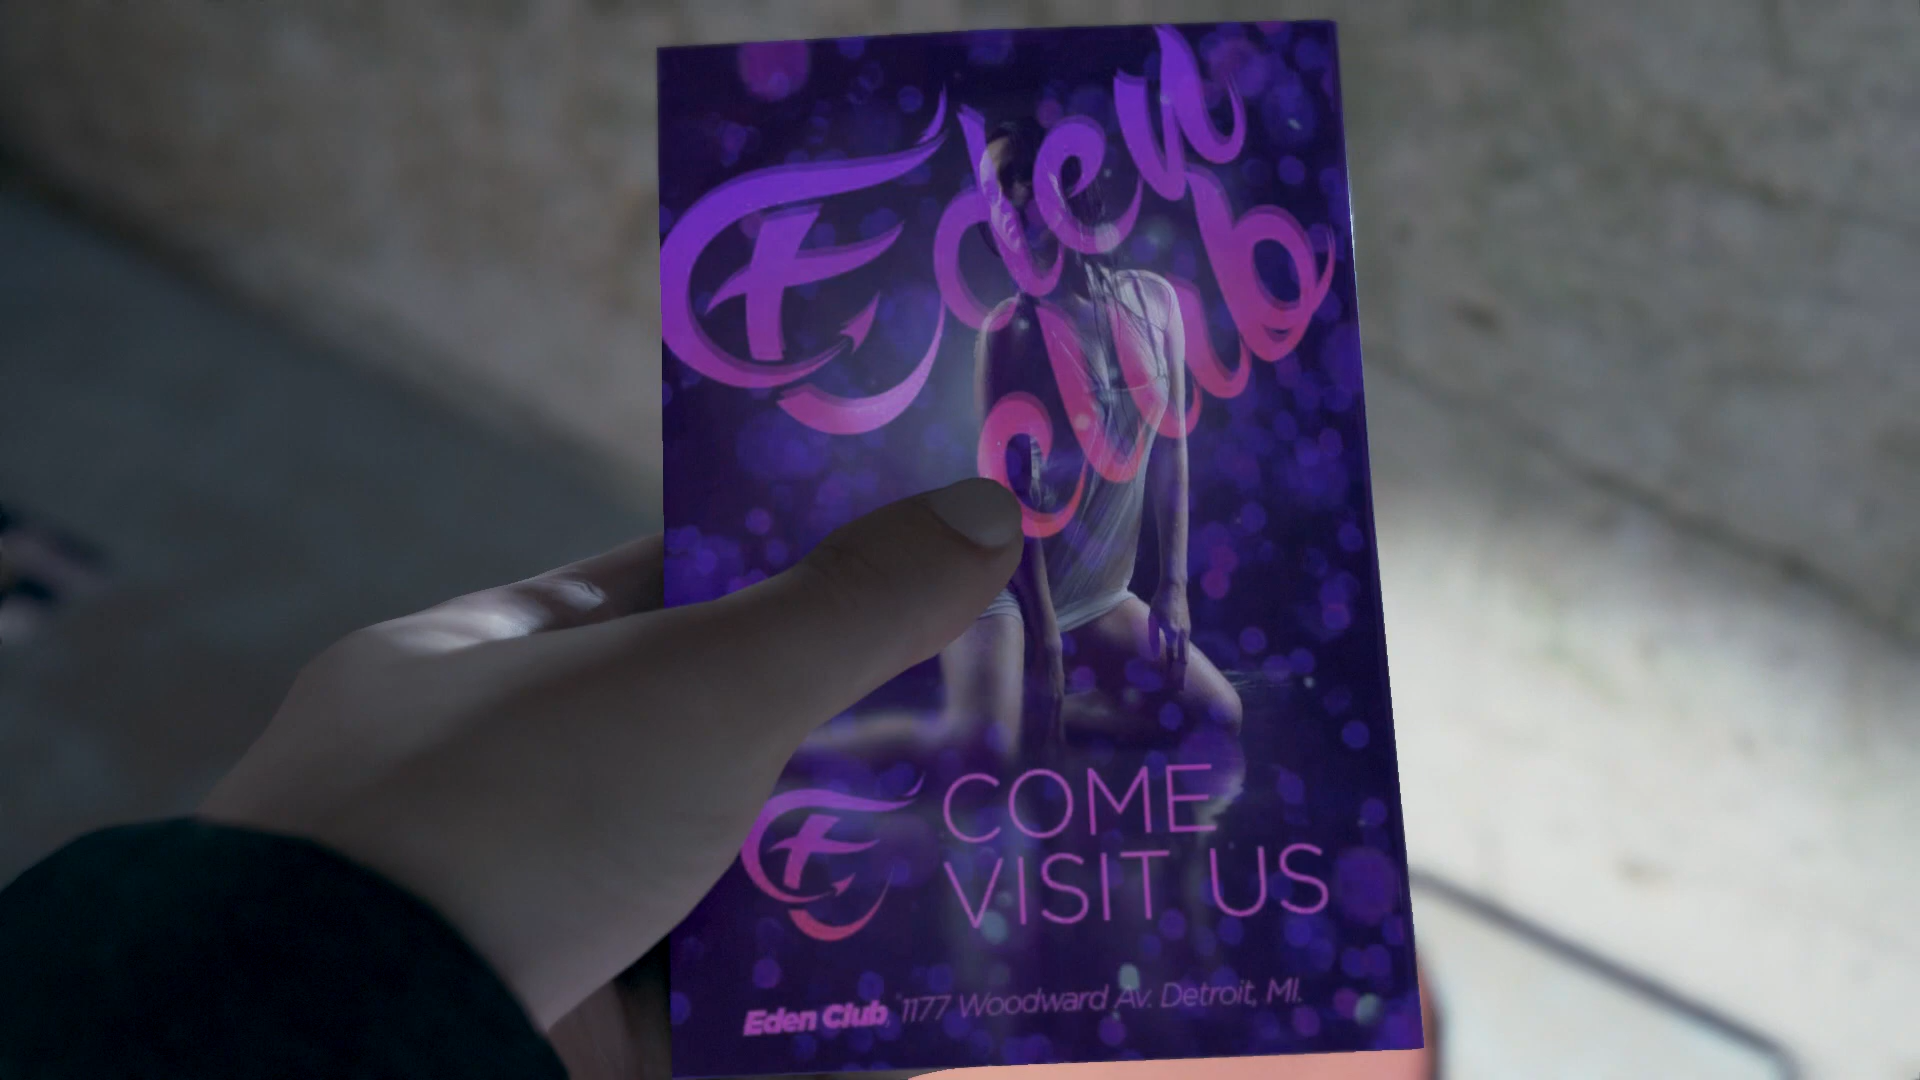 Eden
club
COME
VISIT US
Eden Club, 1177 Woodward Av. Detroit, MI.